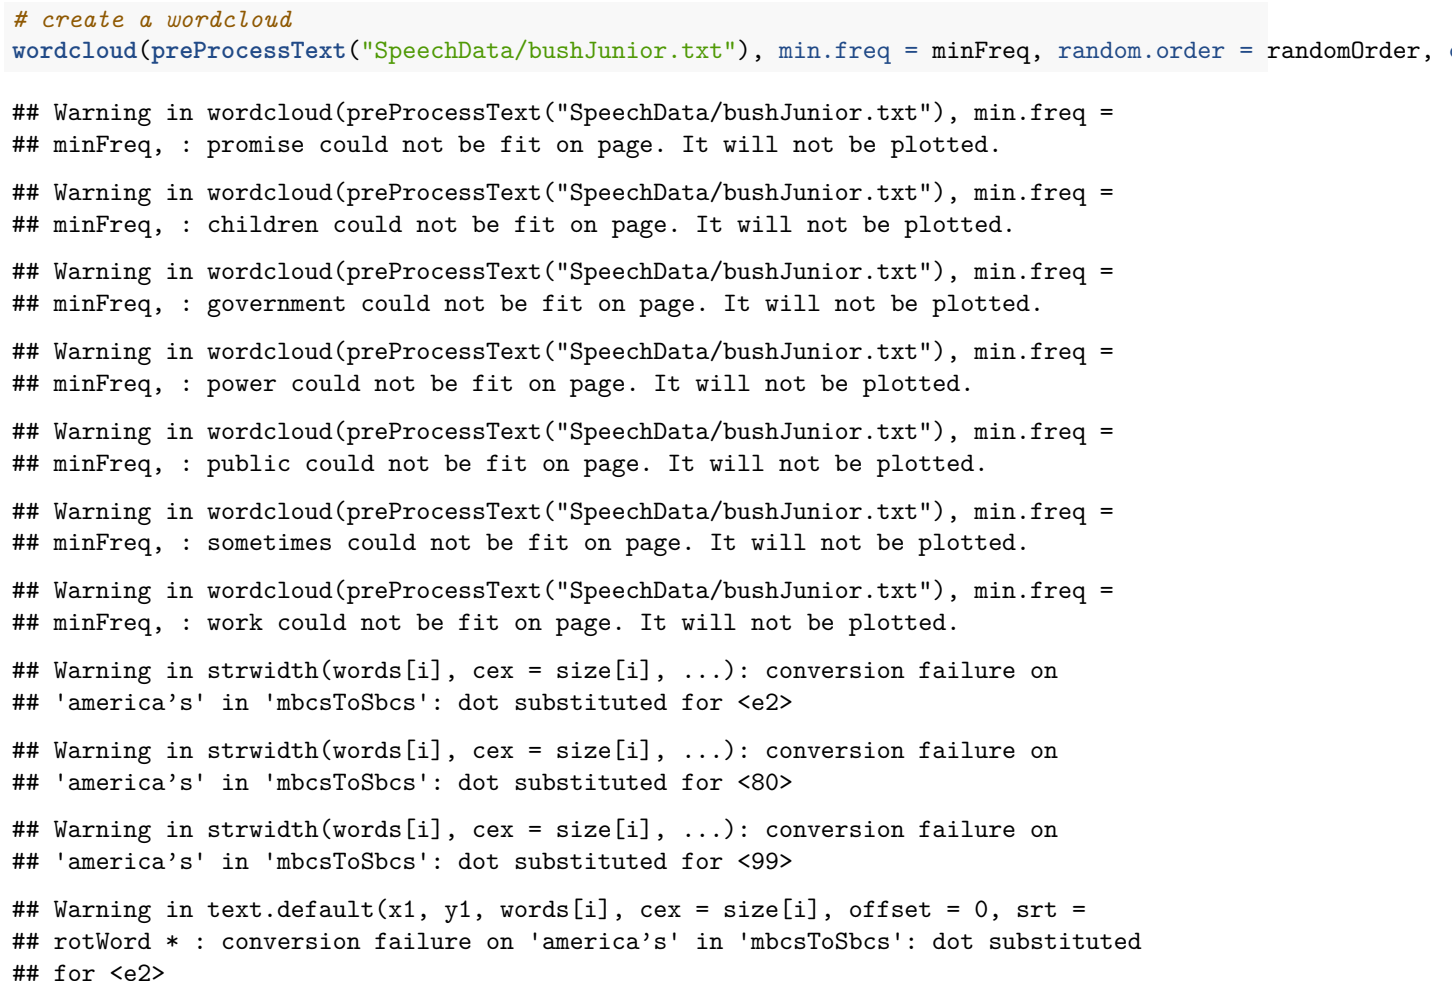 # create a wordcloud
wordcloud(preProcessText("SpeechData/bushJunior.txt"), min.freq = minFreq, random.order = randomOrder,
## Warning in wordcloud(preProcessText("SpeechData/bushJunior.txt"), min.freq =
## minFreq, : promise could not be fit on page. It will not be plotted.
## Warning in wordcloud(preProcessText("SpeechData/bushJunior.txt"), min.freq =
## minFreq, : children could not be fit on page. It will not be plotted.
## Warning in wordcloud(preProcessText("SpeechData/bushJunior.txt"), min.freq =
## minFreq, : government could not be fit on page. It will not be plotted.
## Warning in wordcloud(preProcessText("SpeechData/bushJunior.txt"), min.freq =
## minFreq, : power could not be fit on page. It will not be plotted.
## Warning in wordcloud(preProcessText("SpeechData/bushJunior.txt"), min.freq =
## minFreq, : public could not be fit on page. It will not be plotted.
## Warning in wordcloud(preProcessText("SpeechData/bushJunior.txt"), min.freq =
## minFreq, : sometimes could not be fit on page. It will not be plotted.
## Warning in wordcloud(preProcessText("SpeechData/bushJunior.txt"), min.freq =
## minFreq, : work could not be fit on page. It will not be plotted.
## Warning in strwidth(words[i], cex = size[i], ...): conversion failure on
## 'america’s' in 'mbcsToSbcs': dot substituted for <e2>
## Warning in strwidth(words[i], cex = size[i], ...): conversion failure on
## 'america’s' in 'mbcsToSbcs': dot substituted for <80>
## Warning in strwidth(words[i], cex = size[i], ...): conversion failure on
## 'america’s' in 'mbcsToSbcs': dot substituted for <99>
## Warning in text.default(x1, y1, words[i], cex = size[i], offset = 0, srt =
## rotWord * : conversion failure on 'america’s' in 'mbcsToSbcs': dot substituted
## for <e2>